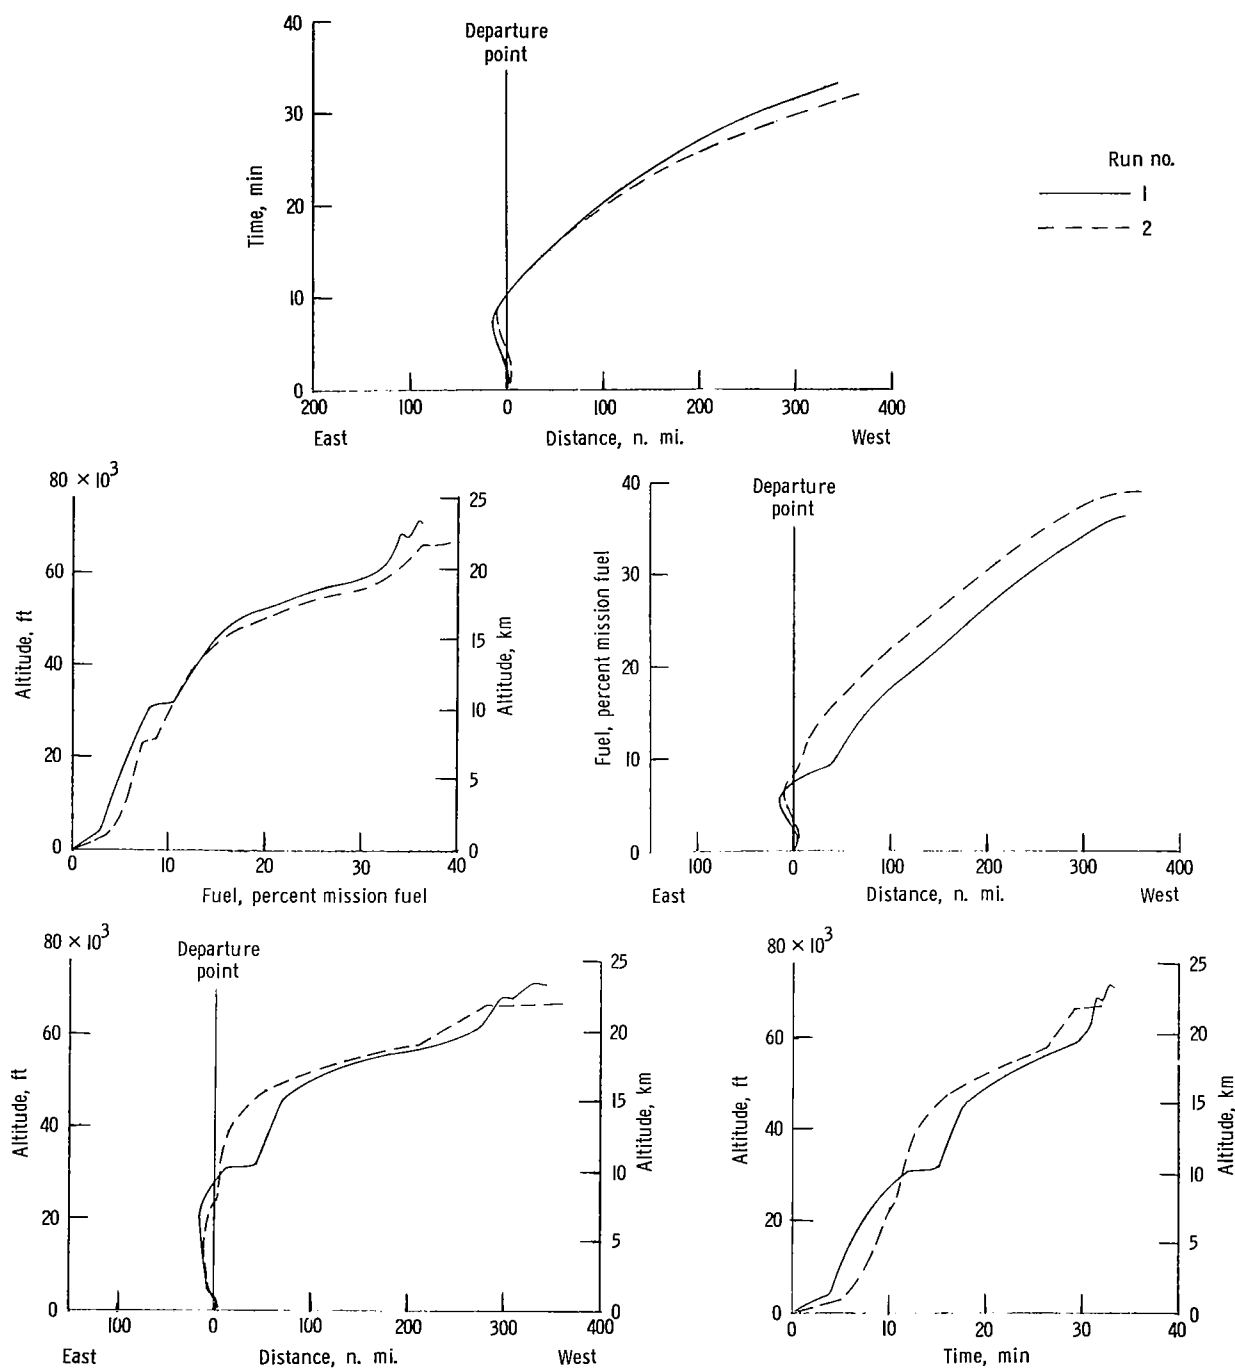 40
30
20
10
0
Time, min
Departure
point
200 100 0 100 200 300 400
East Distance, n. mi. West
Run no.
1
2
80 × 10³
60
40
20
0
Altitude, ft
25
20
15
10
5
0
Altitude, km
0 10 20 30 40
Fuel, percent mission fuel
40
30
20
10
0
Fuel, percent mission fuel
Departure
point
100 0 100 200 300 400
East Distance, n. mi. West
80 × 10³
60
40
20
0
Altitude, ft
Departure
point
25
20
15
10
5
0
Altitude, km
100 0 100 200 300 400
East Distance, n. mi. West
80 × 10³
60
40
20
0
Altitude, ft
25
20
15
10
5
0
Altitude, km
0 10 20 30 40
Time, min